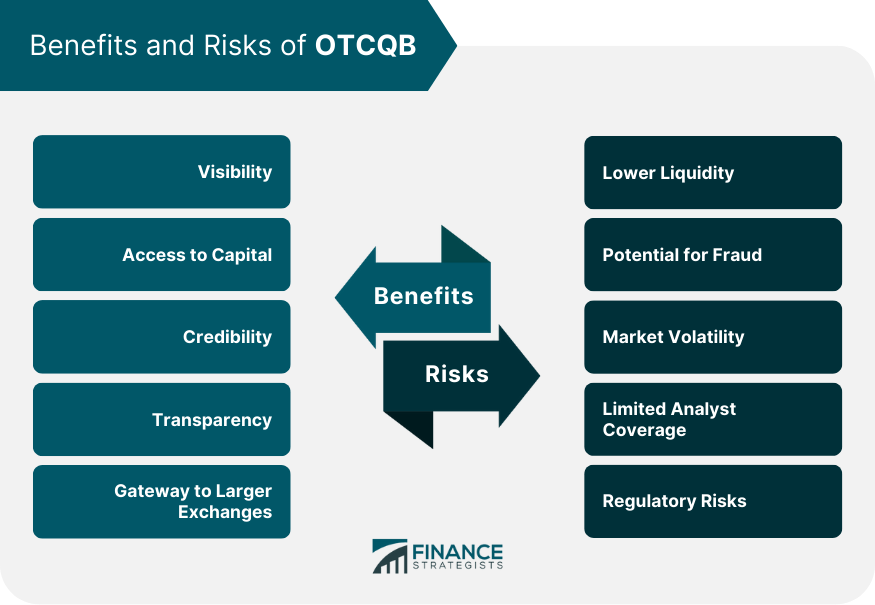 Benefits and Risks of OTCQB
Visibility
Access to Capital
Credibility
Transparency
Gateway to Larger
Exchanges
Benefits
Risks
Lower Liquidity
Potential for Fraud
Market Volatility
Limited Analyst
Coverage
Regulatory Risks
FINANCE
STRATEGISTS